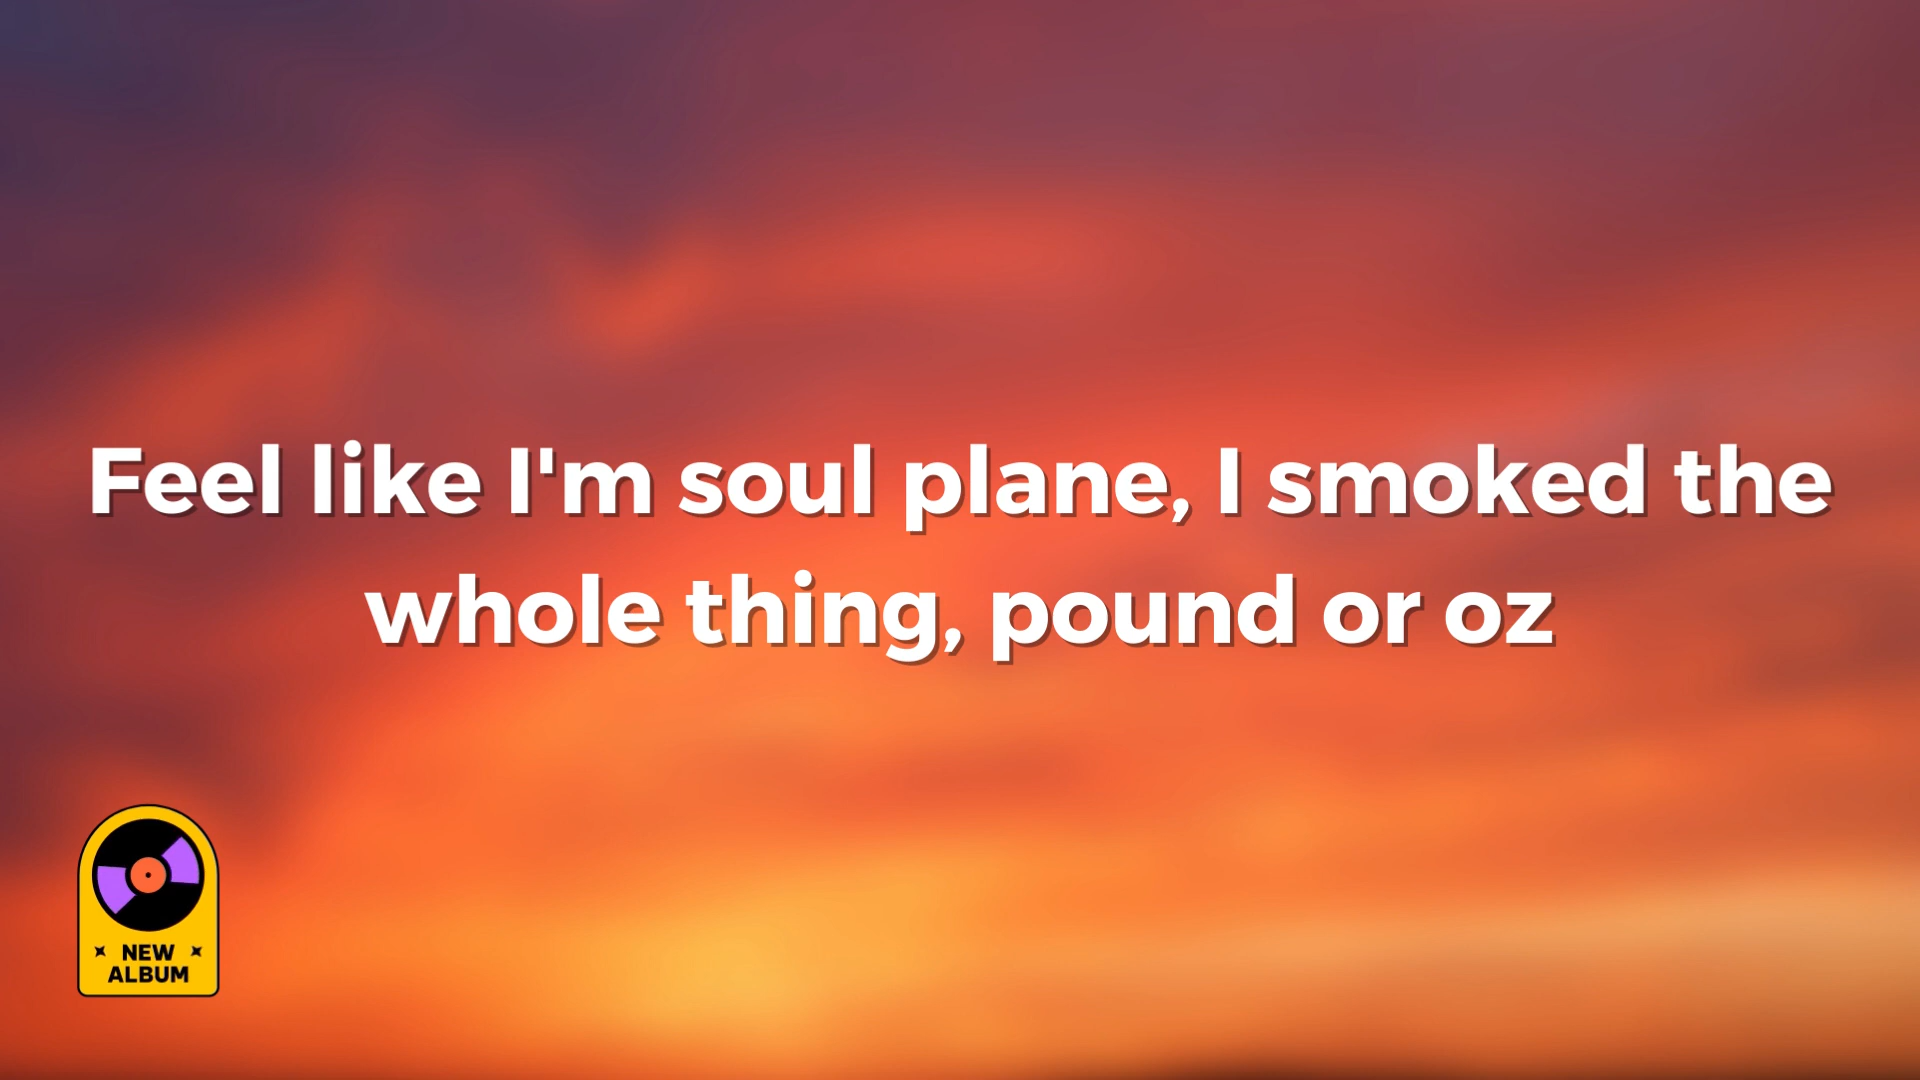 Feel like I'm soul plane, I smoked the
whole thing, pound or oz
NEW
ALBUM